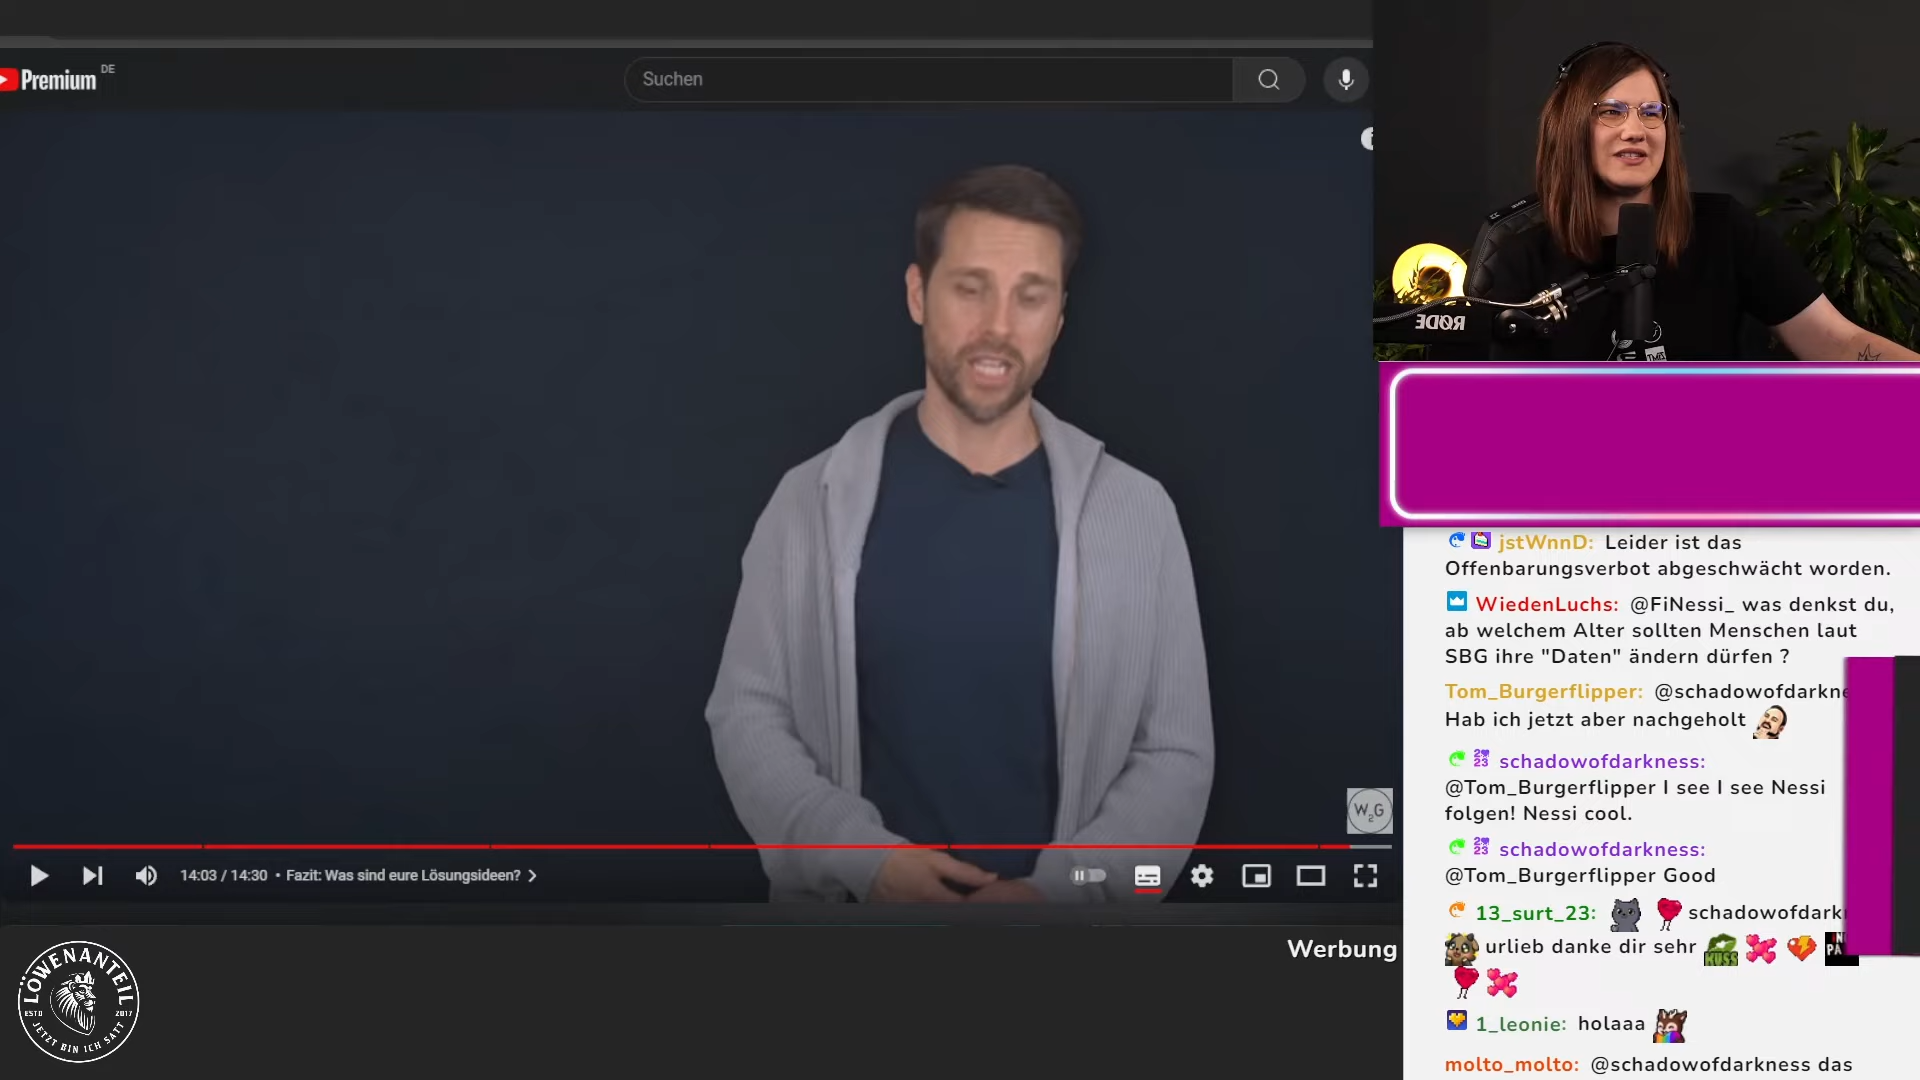 Premium DE
Suchen
RØDE
jstWnnD: Leider ist das
Offenbarungsverbot abgeschwächt worden.
WiedenLuchs: @FiNessi_ was denkst du,
ab welchem Alter sollten Menschen laut
SBG ihre "Daten" ändern dürfen ?
Tom_Burgerflipper: @schadowofdarkne
Hab ich jetzt aber nachgeholt
schadowofdarkness:
@Tom_Burgerflipper I see I see Nessi
folgen! Nessi cool.
schadowofdarkness:
@Tom_Burgerflipper Good
13_surt_23: schadowofdark
urlieb danke dir sehr KUSS
1_leonie: holaaa
molto_molto: @schadowofdarkness das
W2G
14:03 / 14:30 • Fazit: Was sind eure Lösungsideen?
Werbung
LÖWENANTEIL
ESTD 2017
JETZT BIN ICH SATT